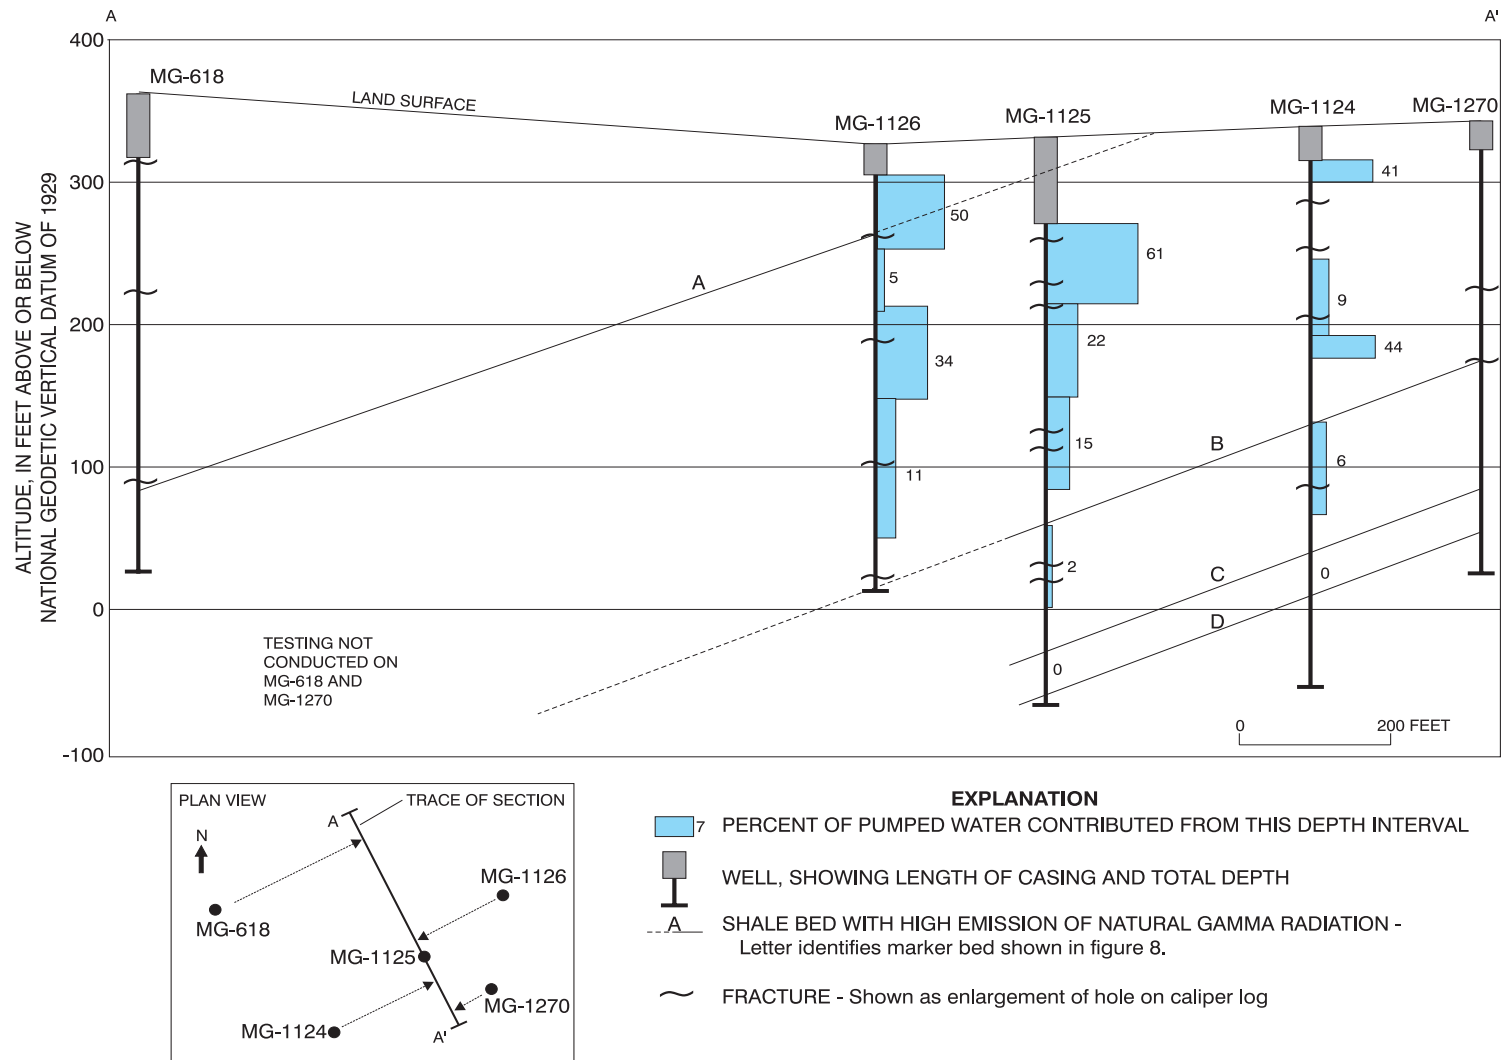 A
A'
400
300
200
100
0
-100
ALTITUDE, IN FEET ABOVE OR BELOW
NATIONAL GEODETIC VERTICAL DATUM OF 1929
MG-618
LAND SURFACE
MG-1126
MG-1125
MG-1124
MG-1270
50
5
34
11
61
22
15
2
0
41
9
44
6
0
A
B
C
D
TESTING NOT
CONDUCTED ON
MG-618 AND
MG-1270
0
200 FEET
PLAN VIEW
TRACE OF SECTION
A
N
MG-1126
MG-618
MG-1125
MG-1270
MG-1124
A'
EXPLANATION
7 PERCENT OF PUMPED WATER CONTRIBUTED FROM THIS DEPTH INTERVAL
WELL, SHOWING LENGTH OF CASING AND TOTAL DEPTH
A SHALE BED WITH HIGH EMISSION OF NATURAL GAMMA RADIATION -
Letter identifies marker bed shown in figure 8.
FRACTURE - Shown as enlargement of hole on caliper log